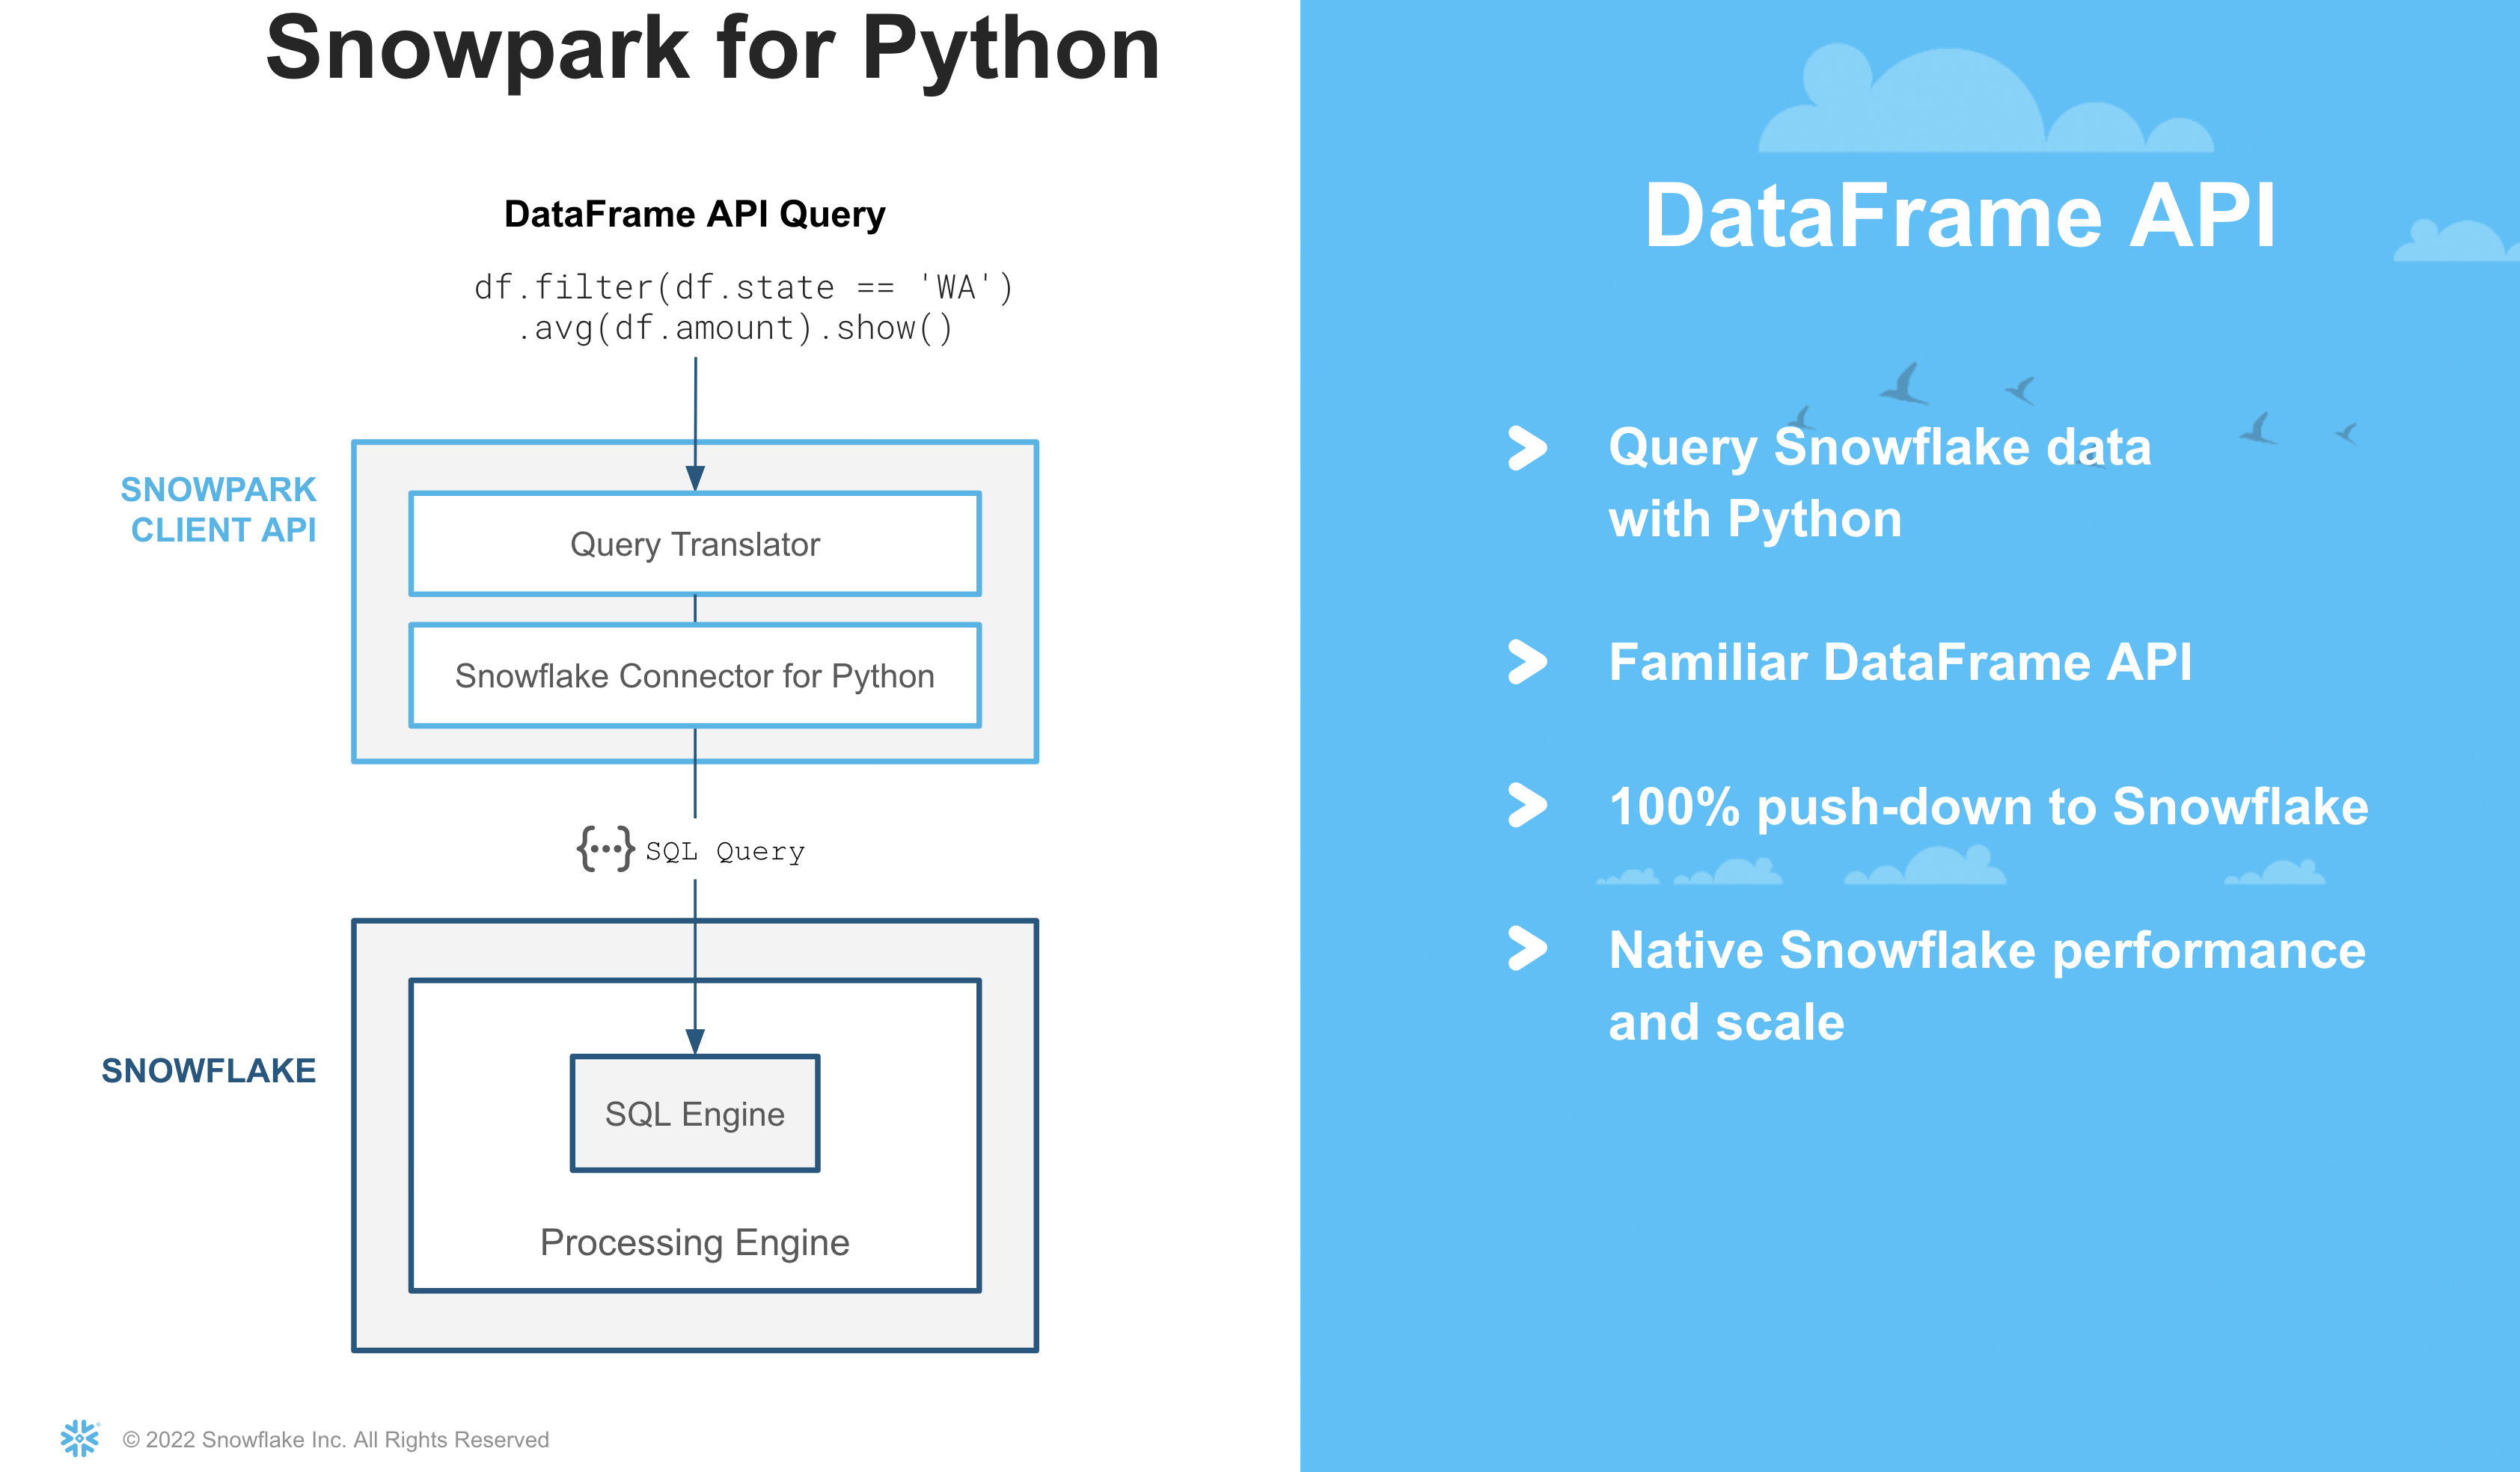 Snowpark for Python
DataFrame API Query
df.filter(df.state == 'WA')
.avg(df.amount).show()
SNOWPARK
CLIENT API
Query Translator
Snowflake Connector for Python
{···} SQL Query
SNOWFLAKE
SQL Engine
Processing Engine
© 2022 Snowflake Inc. All Rights Reserved
DataFrame API
Query Snowflake data
with Python
Familiar DataFrame API
100% push-down to Snowflake
Native Snowflake performance
and scale